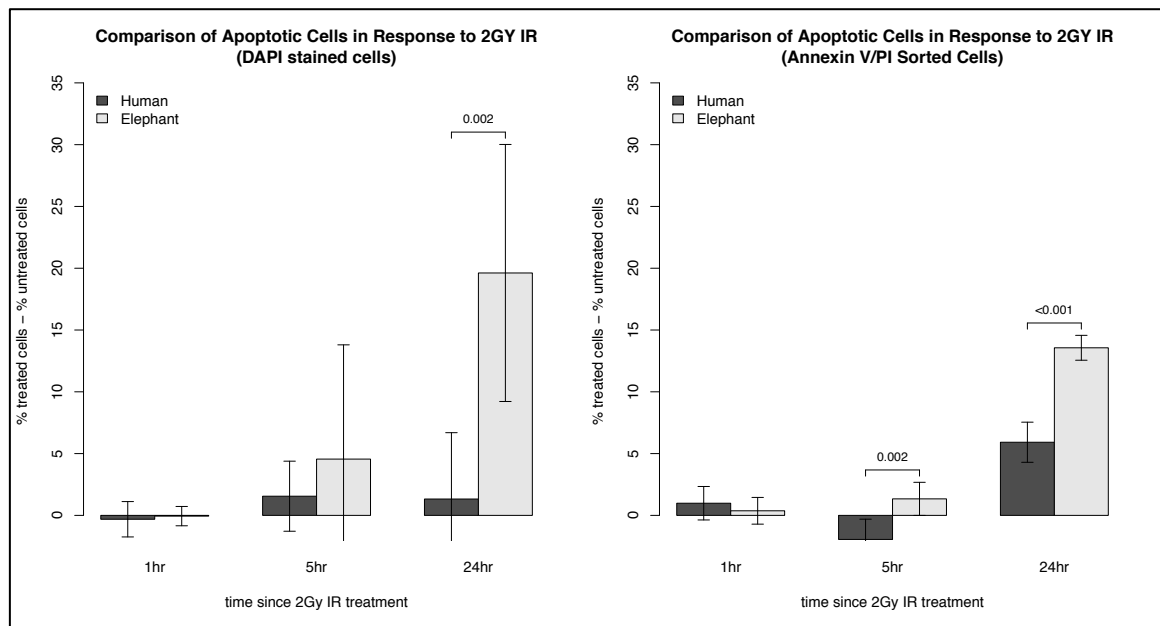 Comparison of Apoptotic Cells in Response to 2GY IR
(DAPI stained cells)
35
30
25
20
15
10
5
0
% treated cells – % untreated cells
Human
Elephant
0.002
1hr
5hr
24hr
time since 2Gy IR treatment
Comparison of Apoptotic Cells in Response to 2GY IR
(Annexin V/PI Sorted Cells)
35
30
25
20
15
10
5
0
% treated cells – % untreated cells
Human
Elephant
0.002
<0.001
1hr
5hr
24hr
time since 2Gy IR treatment